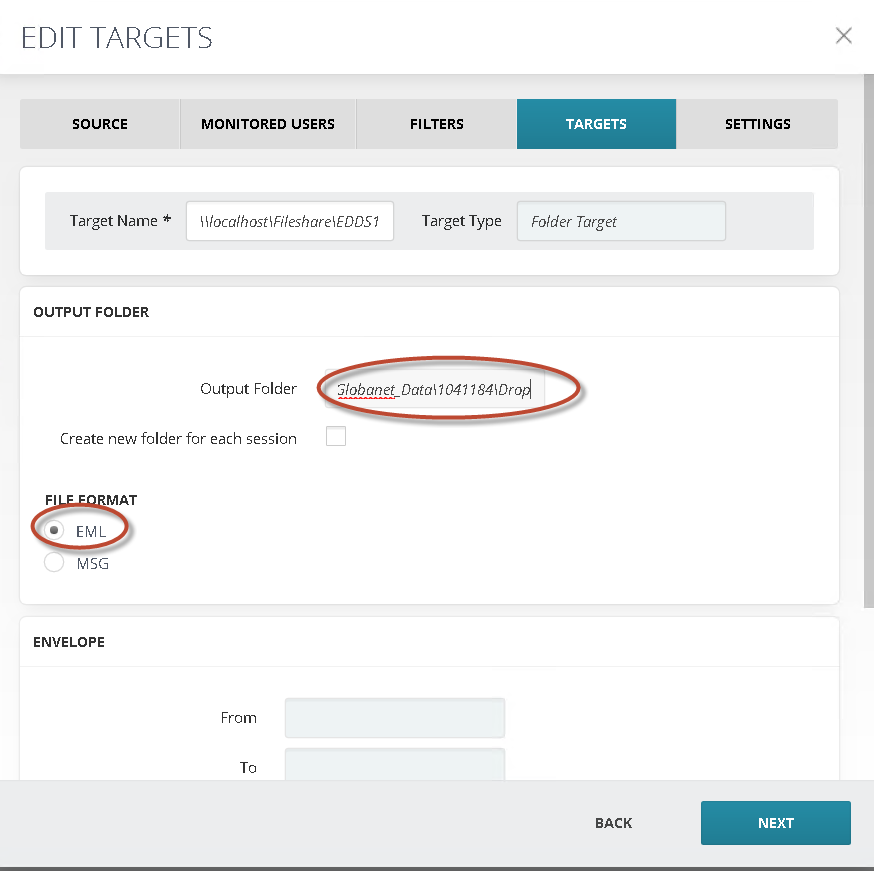 EDIT TARGETS
SOURCE MONITORED USERS FILTERS TARGETS SETTINGS
Target Name * \\localhost\Fileshare\EDDS1 Target Type Folder Target
OUTPUT FOLDER
Output Folder Globanet_Data\1041184\Drop
Create new folder for each session
FILE FORMAT
EML
MSG
ENVELOPE
From
To
BACK NEXT